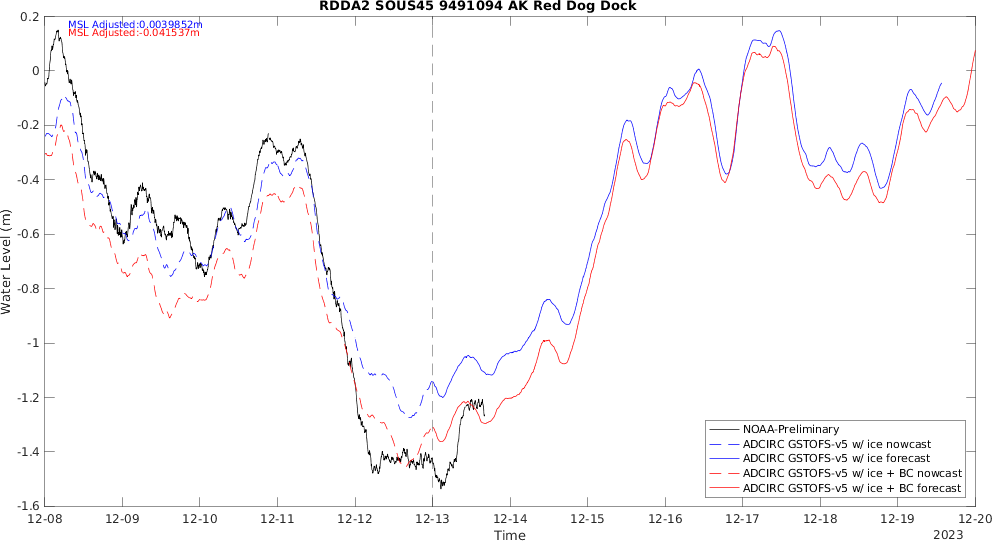 RDDA2 SOUS45 9491094 AK Red Dog Dock
MSL Adjusted:0.0039852m
MSL Adjusted:-0.041537m
Water Level (m)
0.2
0
-0.2
-0.4
-0.6
-0.8
-1
-1.2
-1.4
-1.6
NOAA-Preliminary
ADCIRC GSTOFS-v5 w/ ice nowcast
ADCIRC GSTOFS-v5 w/ ice forecast
ADCIRC GSTOFS-v5 w/ice + BC nowcast
ADCIRC GSTOFS-v5 w/ice + BC forecast
12-08 12-09 12-10 12-11 12-12 12-13 12-14 12-15 12-16 12-17 12-18 12-19 12-20
Time
2023